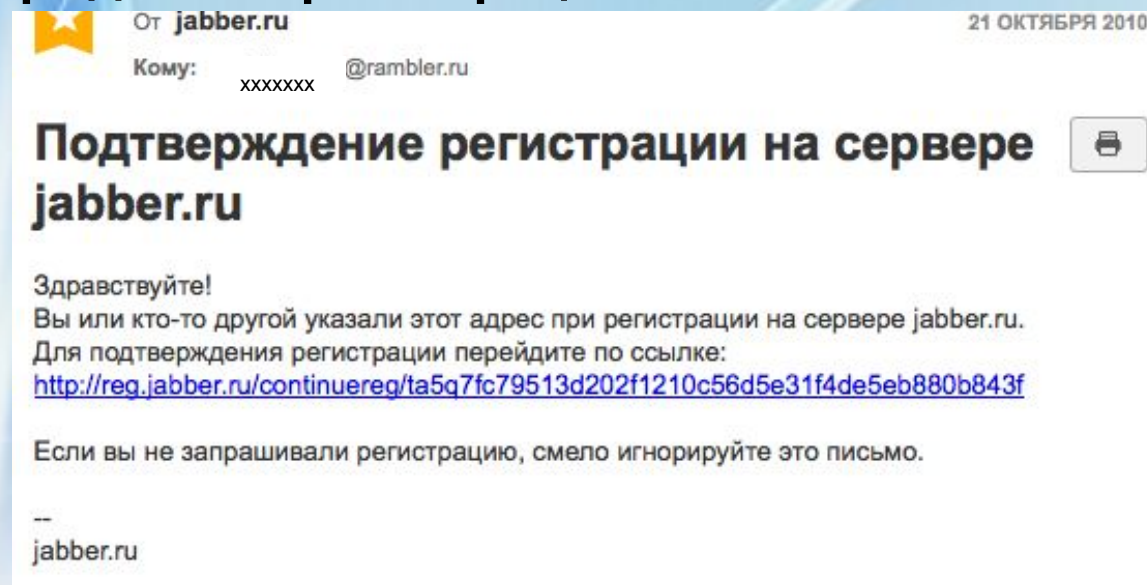 От jabber.ru
21 ОКТЯБРЯ 2010
Кому: xxxxxxx @rambler.ru
Подтверждение регистрации на сервере
jabber.ru
Здравствуйте!
Вы или кто-то другой указали этот адрес при регистрации на сервере jabber.ru.
Для подтверждения регистрации перейдите по ссылке:
http://reg.jabber.ru/continuereg/ta5q7fc79513d202f1210c56d5e31f4de5eb880b843f
Если вы не запрашивали регистрацию, смело игнорируйте это письмо.
--
jabber.ru